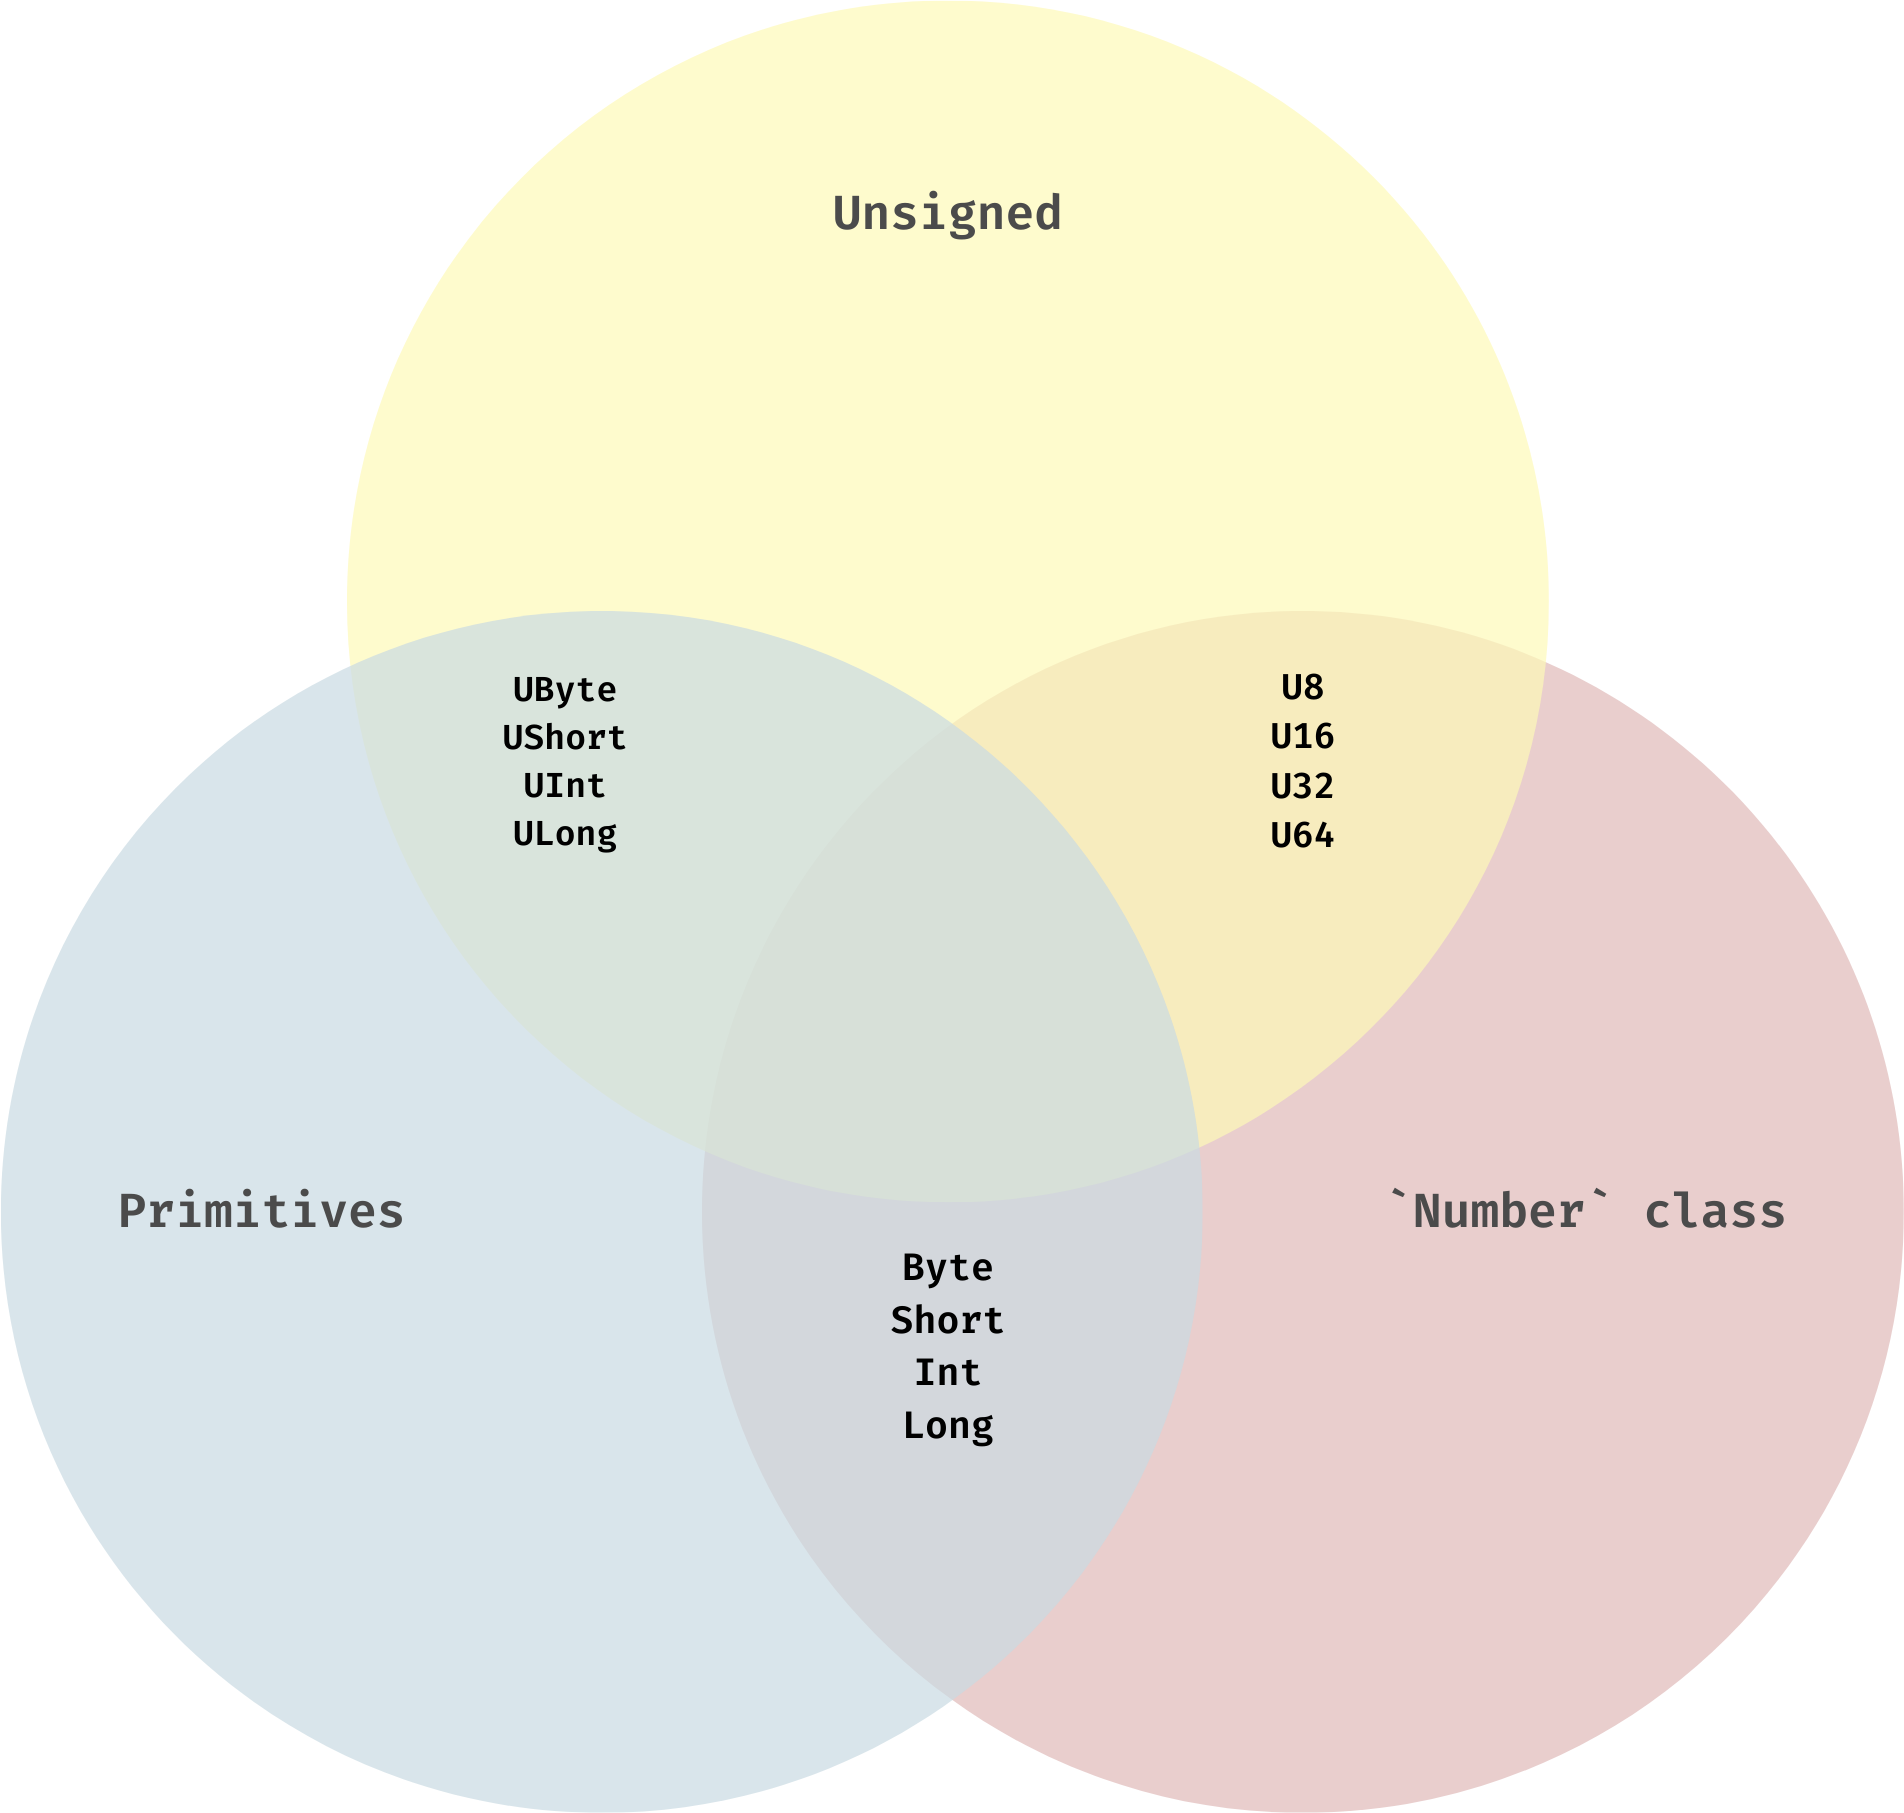 Unsigned
UByte
UShort
UInt
ULong
U8
U16
U32
U64
Primitives
`Number` class
Byte
Short
Int
Long